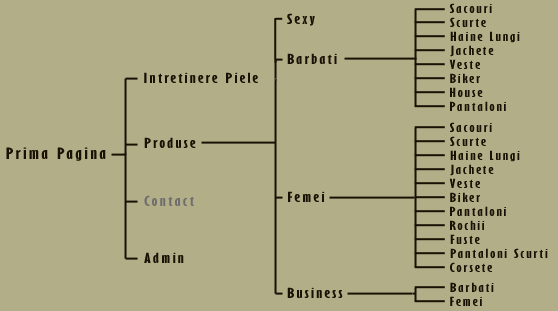 Prima Pagina
Intretinere Piele
Produse
Contact
Admin
Sexy
Barbati
Femei
Business
Sacouri
Scurte
Haine Lungi
Jachete
Veste
Biker
House
Pantaloni
Sacouri
Scurte
Haine Lungi
Jachete
Veste
Biker
Pantaloni
Rochii
Fuste
Pantaloni Scurti
Corsete
Barbati
Femei